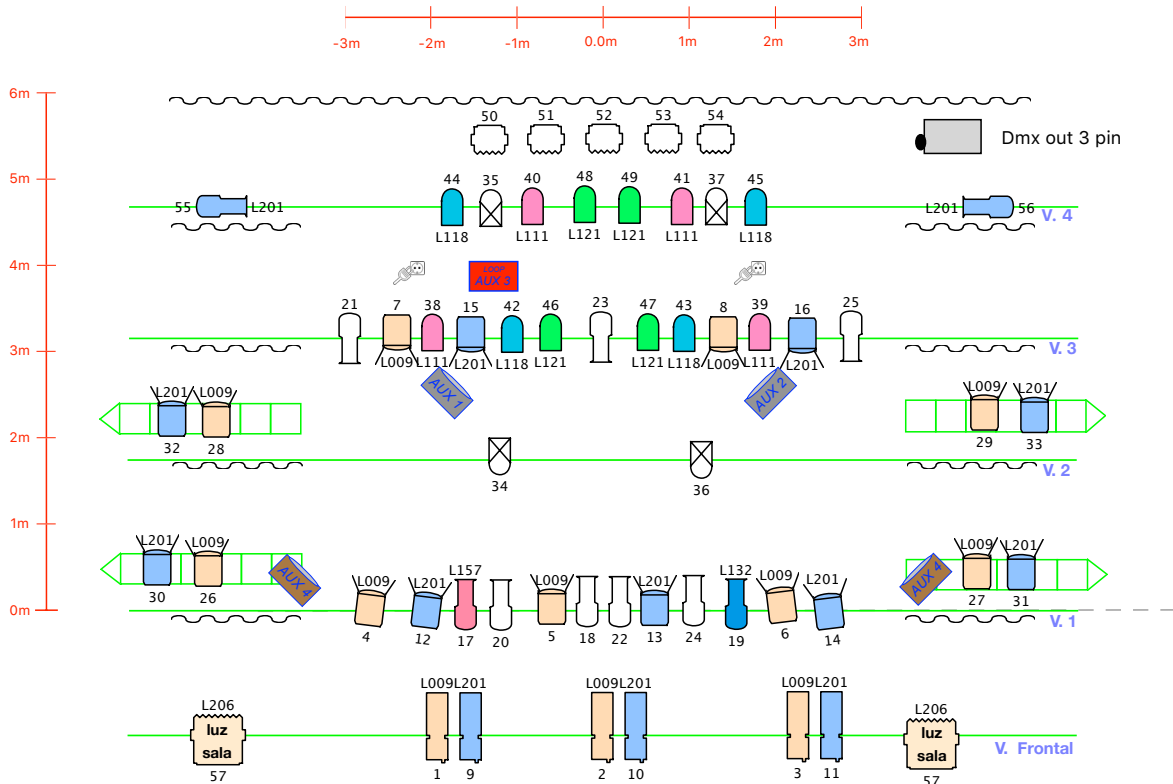 -3m -2m -1m 0.0m 1m 2m 3m
6m
50 51 52 53 54
Dmx out 3 pin
5m
44 35 40 48 49 41 37 45
55 L201
L201 56
V. 4
L118 L111 L121 L121 L111 L118
4m
LOOP
AUX 3
21 7 38 15 42 46 23 47 43 8 39 16 25
3m
V. 3
L009 L111 L201 L118 L121 L121 L118 L009 L111 L201
AUX 1
AUX 2
L201 L009
L009 L201
32 28
29 33
2m
V. 2
34
36
1m
L201 L009
L009 L201
AUX 4
AUX 4
30 26
27 31
L009 L201 L157 L009 L201 L132 L009 L201
0m
V. 1
4 12 17 20 5 18 22 13 24 19 6 14
L009 L201 L009 L201 L009 L201
L206
L206
luz
sala
luz
sala
V. Frontal
57
57
1 9 2 10 3 11